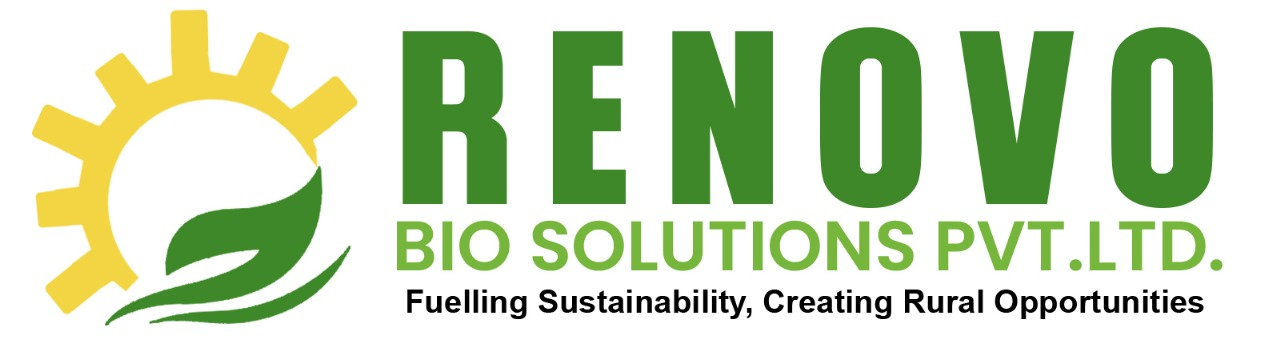 RENOVO
BIO SOLUTIONS PVT.LTD.
Fuelling Sustainability, Creating Rural Opportunities